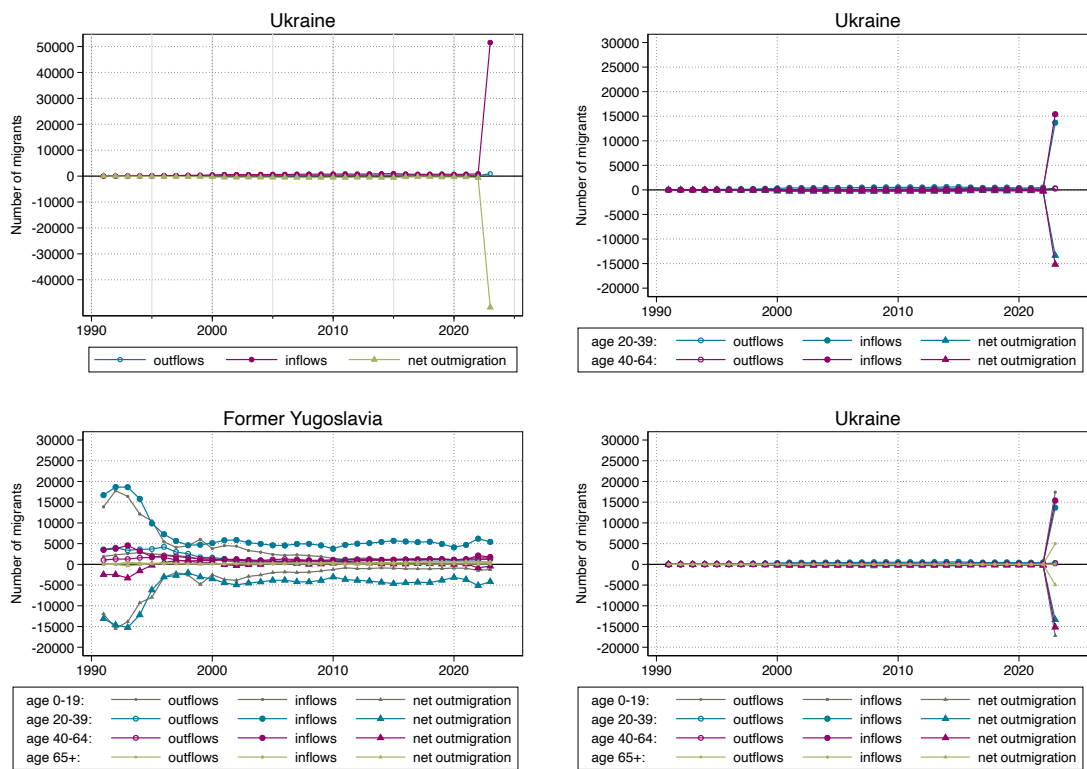 Ukraine
Number of migrants
50000
40000
30000
20000
10000
0
-10000
-20000
-30000
-40000
1990 2000 2010 2020
outflows inflows net outmigration
Ukraine
Number of migrants
30000
25000
20000
15000
10000
5000
0
-5000
-10000
-15000
-20000
1990 2000 2010 2020
age 20-39: outflows inflows net outmigration
age 40-64: outflows inflows net outmigration
Former Yugoslavia
Number of migrants
30000
25000
20000
15000
10000
5000
0
-5000
-10000
-15000
-20000
1990 2000 2010 2020
age 0-19: outflows inflows net outmigration
age 20-39: outflows inflows net outmigration
age 40-64: outflows inflows net outmigration
age 65+: outflows inflows net outmigration
Ukraine
Number of migrants
30000
25000
20000
15000
10000
5000
0
-5000
-10000
-15000
-20000
1990 2000 2010 2020
age 0-19: outflows inflows net outmigration
age 20-39: outflows inflows net outmigration
age 40-64: outflows inflows net outmigration
age 65+: outflows inflows net outmigration